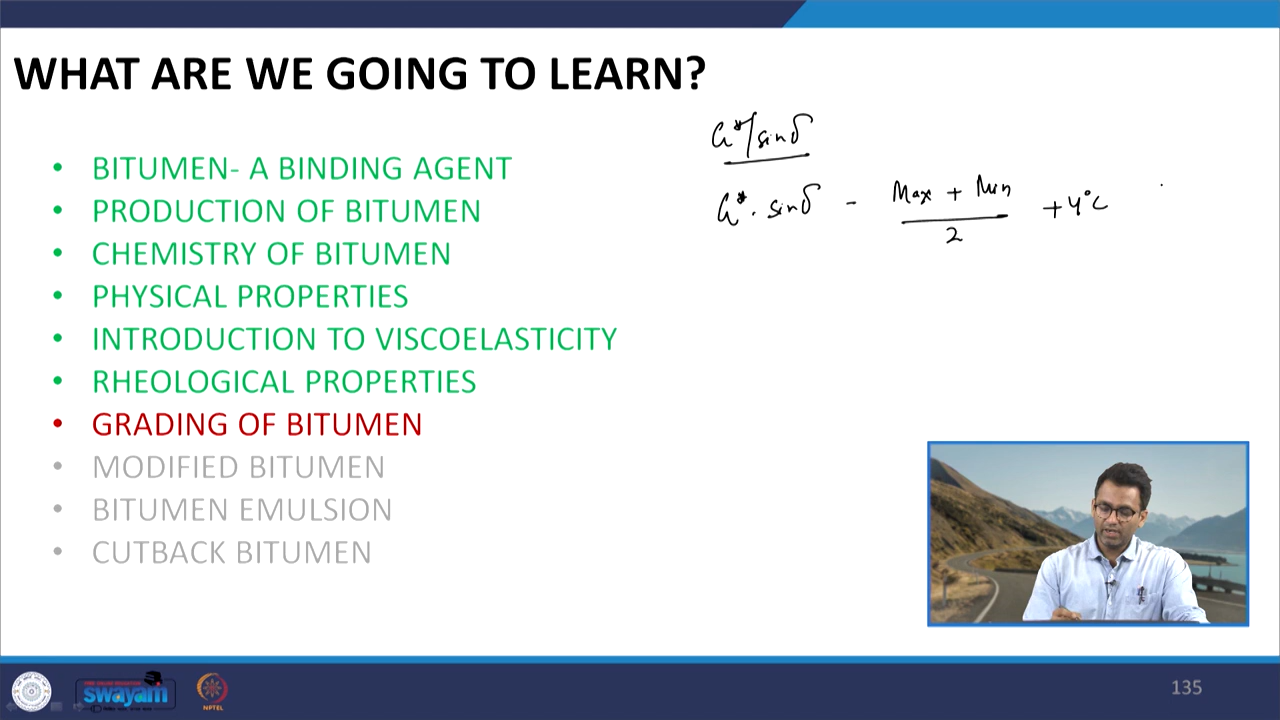 WHAT ARE WE GOING TO LEARN?
G*/sinδ
G*. sinδ - Max + Min / 2 + 4°C
• BITUMEN- A BINDING AGENT
• PRODUCTION OF BITUMEN
• CHEMISTRY OF BITUMEN
• PHYSICAL PROPERTIES
• INTRODUCTION TO VISCOELASTICITY
• RHEOLOGICAL PROPERTIES
• GRADING OF BITUMEN
• MODIFIED BITUMEN
• BITUMEN EMULSION
• CUTBACK BITUMEN
swayam
NPTEL
135